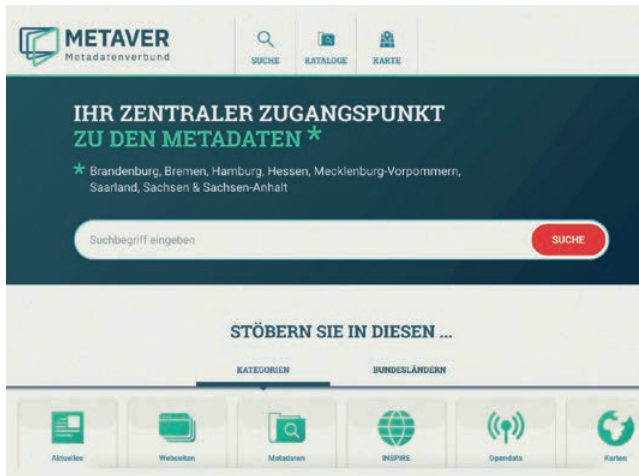 METAVER
Metadatenverbund
SUCHE
KATALOGE
KARTE
IHR ZENTRALER ZUGANGSPUNKT
ZU DEN METADATEN *
* Brandenburg, Bremen, Hamburg, Hessen, Mecklenburg-Vorpommern,
Saarland, Sachsen & Sachsen-Anhalt
Suchbegriff eingeben
SUCHE
STÖBERN SIE IN DIESEN ...
KATEGORIEN
BUNDESLÄNDERN
Aktuelles
Webseiten
Metadaten
INSPIRE
Opendata
Karten